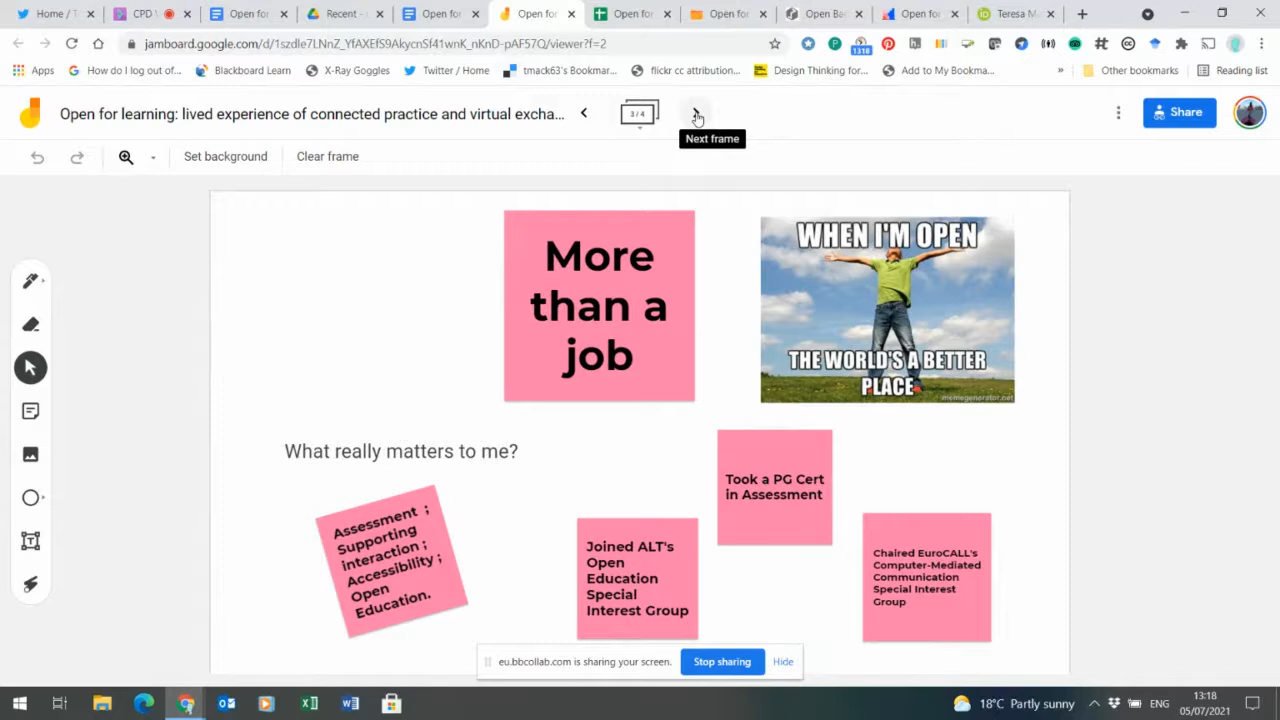 Twitter / T
CPD V
Open for
Recent -
Open for
Open for
Open for
Open for
Open Ba
Open for
Teresa M
jamboard.google.com/d/1szdle7LNnZ_YfAXZfS9AkycnSf41wnK_nKnD-pAF57Q/viewer?f=2
1318
Apps
How do I log out of...
Blackboard Learn
X-Ray Goggles
Twitter / Home
tmack63's Bookmar...
flickr cc attribution...
Design Thinking for...
Add to My Bookma...
»
Other bookmarks
Reading list
Open for learning: lived experience of connected practice and virtual excha...
3 / 4
Share
Next frame
Set background
Clear frame
More
than a
job
WHEN I'M OPEN
THE WORLD'S A BETTER
PLACE
memegenerator.net
What really matters to me?
Assessment ;
Supporting
interaction ;
Accessibility ;
Open
Education.
Joined ALT's
Open
Education
Special
Interest Group
Took a PG Cert
in Assessment
Chaired EuroCALL's
Computer-Mediated
Communication
Special Interest
Group
eu.bbcollab.com is sharing your screen.
Stop sharing
Hide
18°C Partly sunny
ENG
13:18
05/07/2021